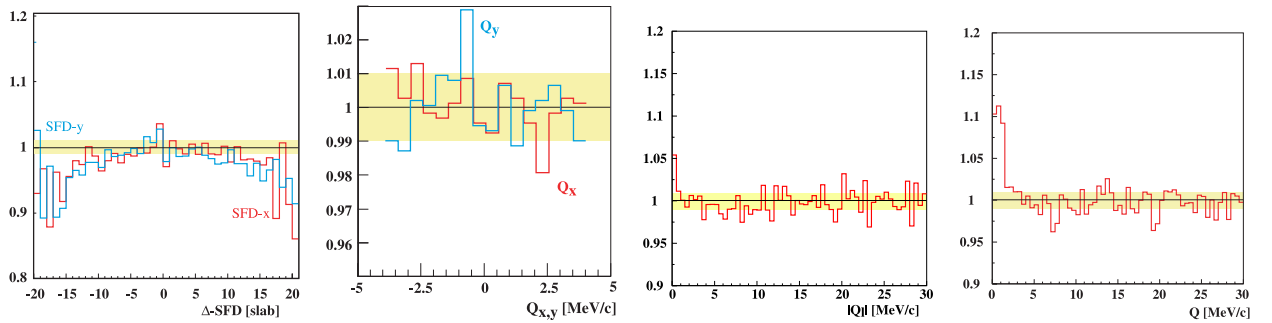 1.2
1.1
1
0.9
0.8
SFD-y
SFD-x
-20 -15 -10 -5 0 5 10 15 20
Δ-SFD [slab]
1.03
1.02
1.01
1
0.99
0.98
0.97
0.96
Qy
Qx
-5 -2.5 0 2.5 5
Qx,y [MeV/c]
1.2
1.15
1.1
1.05
1
0.95
0.9
0 5 10 15 20 25 30
|Ql| [MeV/c]
1.2
1.15
1.1
1.05
1
0.95
0.9
0 5 10 15 20 25 30
Q [MeV/c]